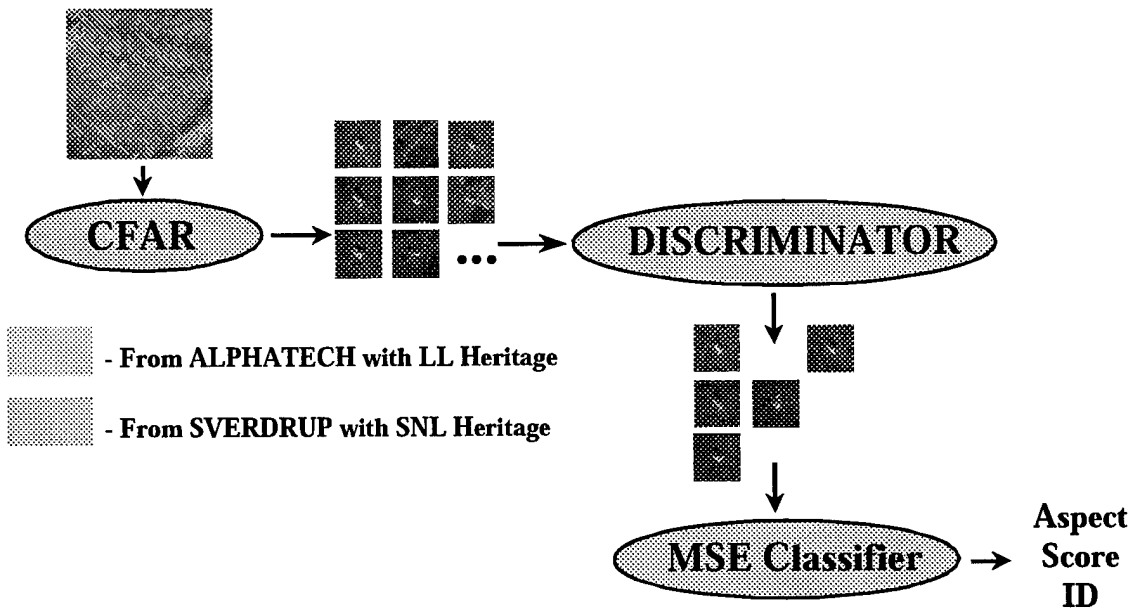 CFAR
DISCRIMINATOR
- From ALPHATECH with LL Heritage
- From SVERDRUP with SNL Heritage
MSE Classifier
Aspect
Score
ID